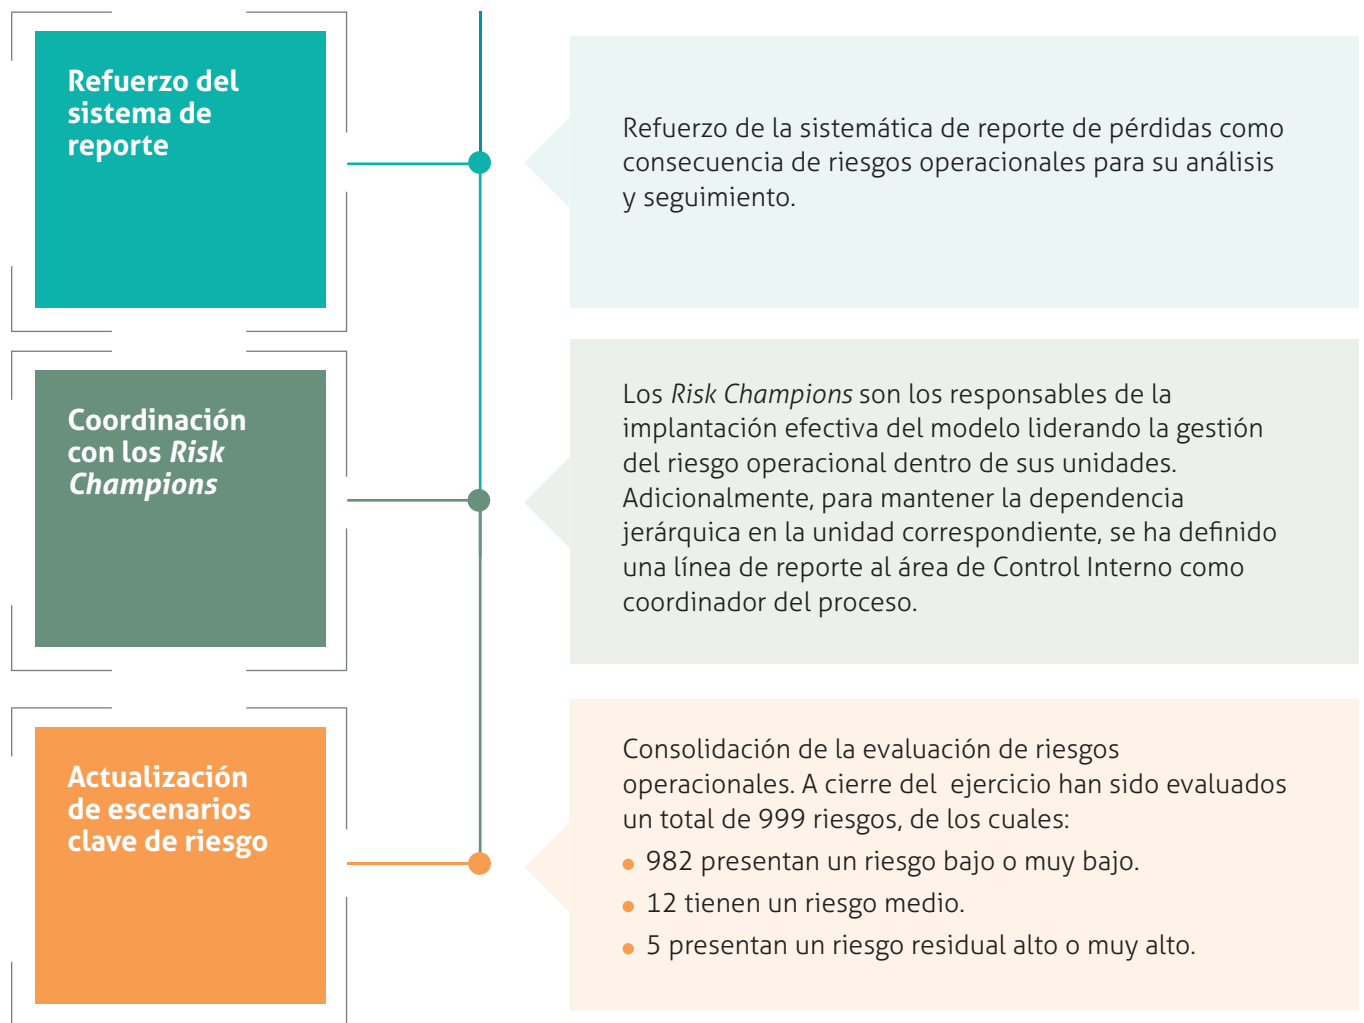 Refuerzo del
sistema de
reporte
Refuerzo de la sistemática de reporte de pérdidas como
consecuencia de riesgos operacionales para su análisis
y seguimiento.
Coordinación
con los Risk
Champions
Los Risk Champions son los responsables de la
implantación efectiva del modelo liderando la gestión
del riesgo operacional dentro de sus unidades.
Adicionalmente, para mantener la dependencia
jerárquica en la unidad correspondiente, se ha definido
una línea de reporte al área de Control Interno como
coordinador del proceso.
Actualización
de escenarios
clave de riesgo
Consolidación de la evaluación de riesgos
operacionales. A cierre del ejercicio han sido evaluados
un total de 999 riesgos, de los cuales:
• 982 presentan un riesgo bajo o muy bajo.
• 12 tienen un riesgo medio.
• 5 presentan un riesgo residual alto o muy alto.